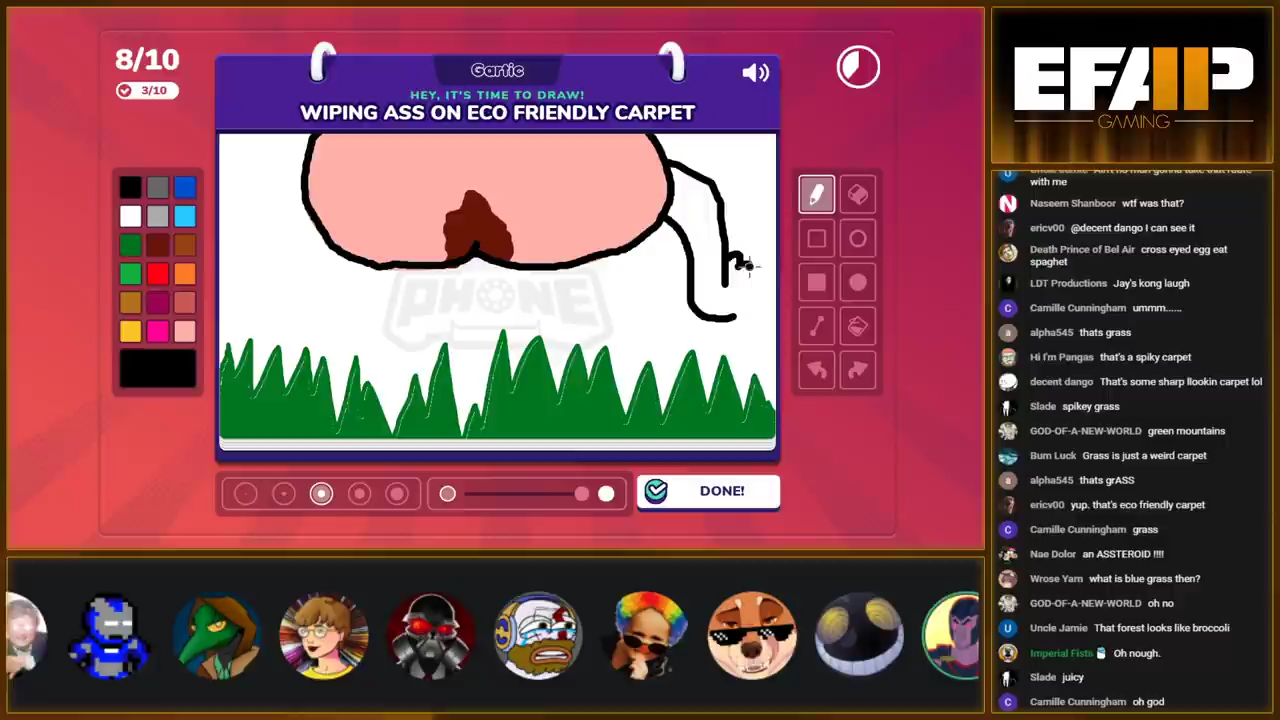 8/10
3/10
Gartic
HEY, IT'S TIME TO DRAW!
WIPING ASS ON ECO FRIENDLY CARPET
PHONE
DONE!
EFAP
GAMING
with me
Naseem Shanboor wtf was that?
ericv00 @decent dango I can see it
Death Prince of Bel Air cross eyed egg eat
spaghet
LDT Productions Jay's kong laugh
Camille Cunningham ummm......
alpha545 thats grass
Hi I'm Pangas that's a spiky carpet
decent dango That's some sharp llookin carpet lol
Slade spikey grass
GOD-OF-A-NEW-WORLD green mountains
Bum Luck Grass is just a weird carpet
alpha545 thats grASS
ericv00 yup. that's eco friendly carpet
Camille Cunningham grass
Nae Dolor an ASSTEROID !!!!
Wrose Yam what is blue grass then?
GOD-OF-A-NEW-WORLD oh no
Uncle Jamie That forest looks like broccoli
Imperial Fists Oh nough.
Slade juicy
Camille Cunningham oh god